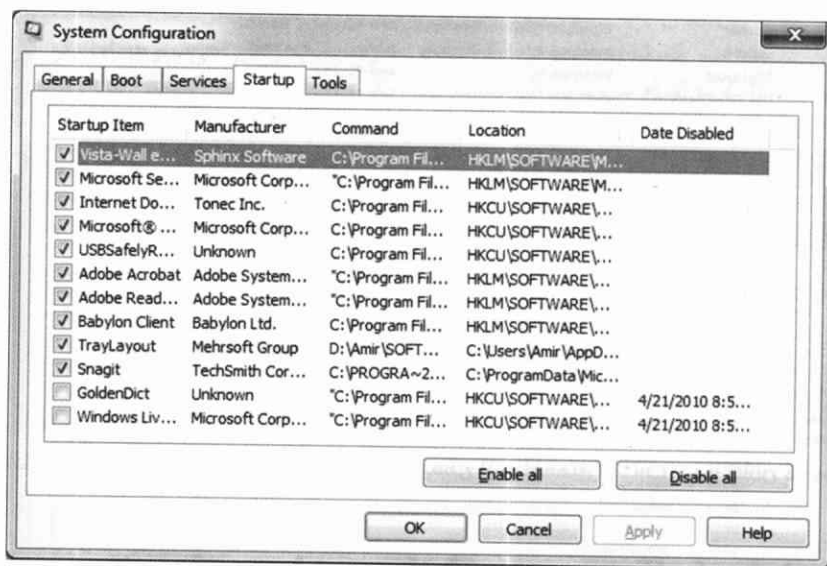 System Configuration
General Boot Services Startup Tools
Startup Item Manufacturer Command Location Date Disabled
Vista-Wall e... Sphinx Software C:\Program Fil... HKLM\SOFTWARE\M...
Microsoft Se... Microsoft Corp... "C:\Program Fil... HKLM\SOFTWARE\M...
Internet Do... Tonec Inc. C:\Program Fil... HKCU\SOFTWARE\...
Microsoft® ... Microsoft Corp... C:\Program Fil... HKCU\SOFTWARE\...
USBSafelyR... Unknown C:\Program Fil... HKCU\SOFTWARE\...
Adobe Acrobat Adobe System... "C:\Program Fil... HKLM\SOFTWARE\...
Adobe Read... Adobe System... "C:\Program Fil... HKLM\SOFTWARE\...
Babylon Client Babylon Ltd. C:\Program Fil... HKLM\SOFTWARE\...
TrayLayout Mehrsoft Group D:\Amir\SOFT... C:\Users\Amir\AppD...
Snagit TechSmith Cor... C:\PROGRA~2... C:\ProgramData\Mic...
GoldenDict Unknown "C:\Program Fil... HKCU\SOFTWARE\... 4/21/2010 8:5...
Windows Liv... Microsoft Corp... "C:\Program Fil... HKCU\SOFTWARE\... 4/21/2010 8:5...
Enable all Disable all
OK Cancel Apply Help